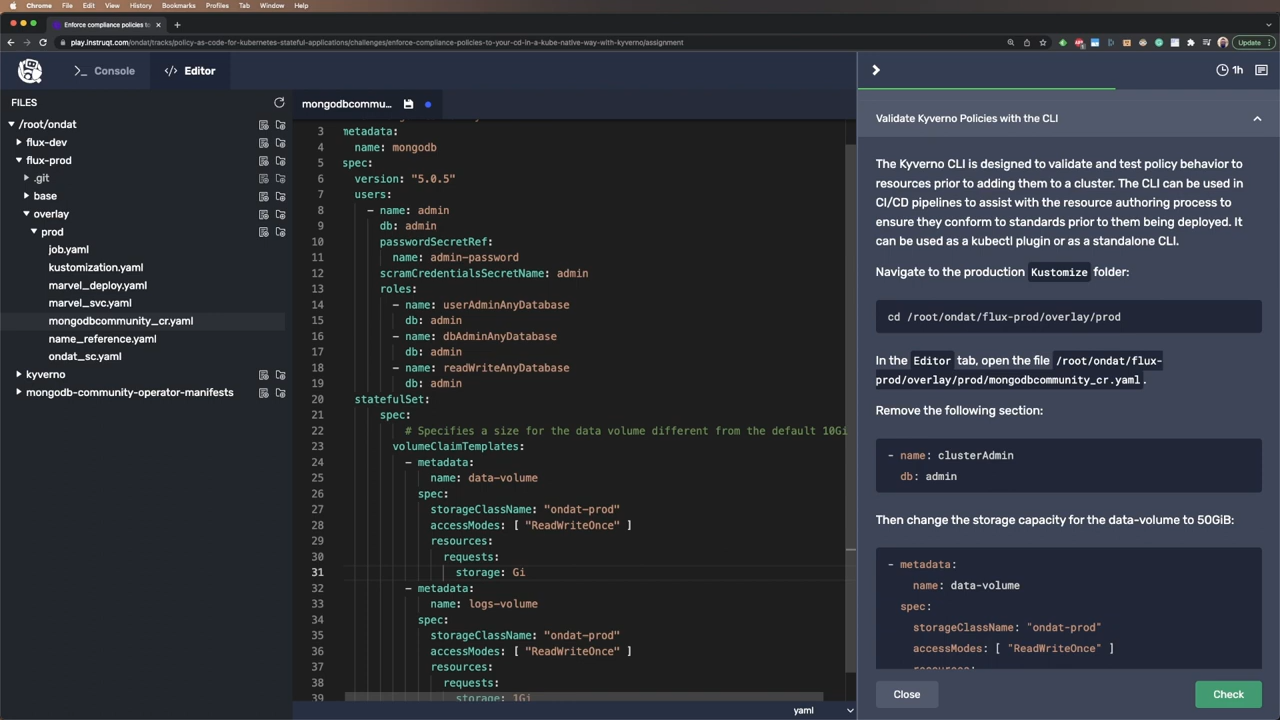 Chrome File Edit View History Bookmarks Profiles Tab Window Help
Enforce compliance policies to
play.instruqt.com/ondat/tracks/policy-as-code-for-kubernetes-stateful-applications/challenges/enforce-compliance-policies-to-your-cd-in-a-kube-native-way-with-kyverno/assignment
Update
>_ Console
</> Editor
1h
FILES
/root/ondat
flux-dev
flux-prod
.git
base
overlay
prod
job.yaml
kustomization.yaml
marvel_deploy.yaml
marvel_svc.yaml
mongodbcommunity_cr.yaml
name_reference.yaml
ondat_sc.yaml
kyverno
mongodb-community-operator-manifests
mongodbcommu...
3 metadata:
4 name: mongodb
5 spec:
6 version: "5.0.5"
7 users:
8 - name: admin
9 db: admin
10 passwordSecretRef:
11 name: admin-password
12 scramCredentialsSecretName: admin
13 roles:
14 - name: userAdminAnyDatabase
15 db: admin
16 - name: dbAdminAnyDatabase
17 db: admin
18 - name: readWriteAnyDatabase
19 db: admin
20 statefulSet:
21 spec:
22 # Specifies a size for the data volume different from the default 10Gi
23 volumeClaimTemplates:
24 - metadata:
25 name: data-volume
26 spec:
27 storageClassName: "ondat-prod"
28 accessModes: [ "ReadWriteOnce" ]
29 resources:
30 requests:
31 storage: Gi
32 - metadata:
33 name: logs-volume
34 spec:
35 storageClassName: "ondat-prod"
36 accessModes: [ "ReadWriteOnce" ]
37 resources:
38 requests:
39 storage: 1Gi
yaml
Validate Kyverno Policies with the CLI
The Kyverno CLI is designed to validate and test policy behavior to
resources prior to adding them to a cluster. The CLI can be used in
CI/CD pipelines to assist with the resource authoring process to
ensure they conform to standards prior to them being deployed. It
can be used as a kubectl plugin or as a standalone CLI.
Navigate to the production Kustomize folder:
cd /root/ondat/flux-prod/overlay/prod
In the Editor tab, open the file /root/ondat/flux-
prod/overlay/prod/mongodbcommunity_cr.yaml.
Remove the following section:
- name: clusterAdmin
db: admin
Then change the storage capacity for the data-volume to 50GiB:
- metadata:
name: data-volume
spec:
storageClassName: "ondat-prod"
accessModes: [ "ReadWriteOnce" ]
Close
Check